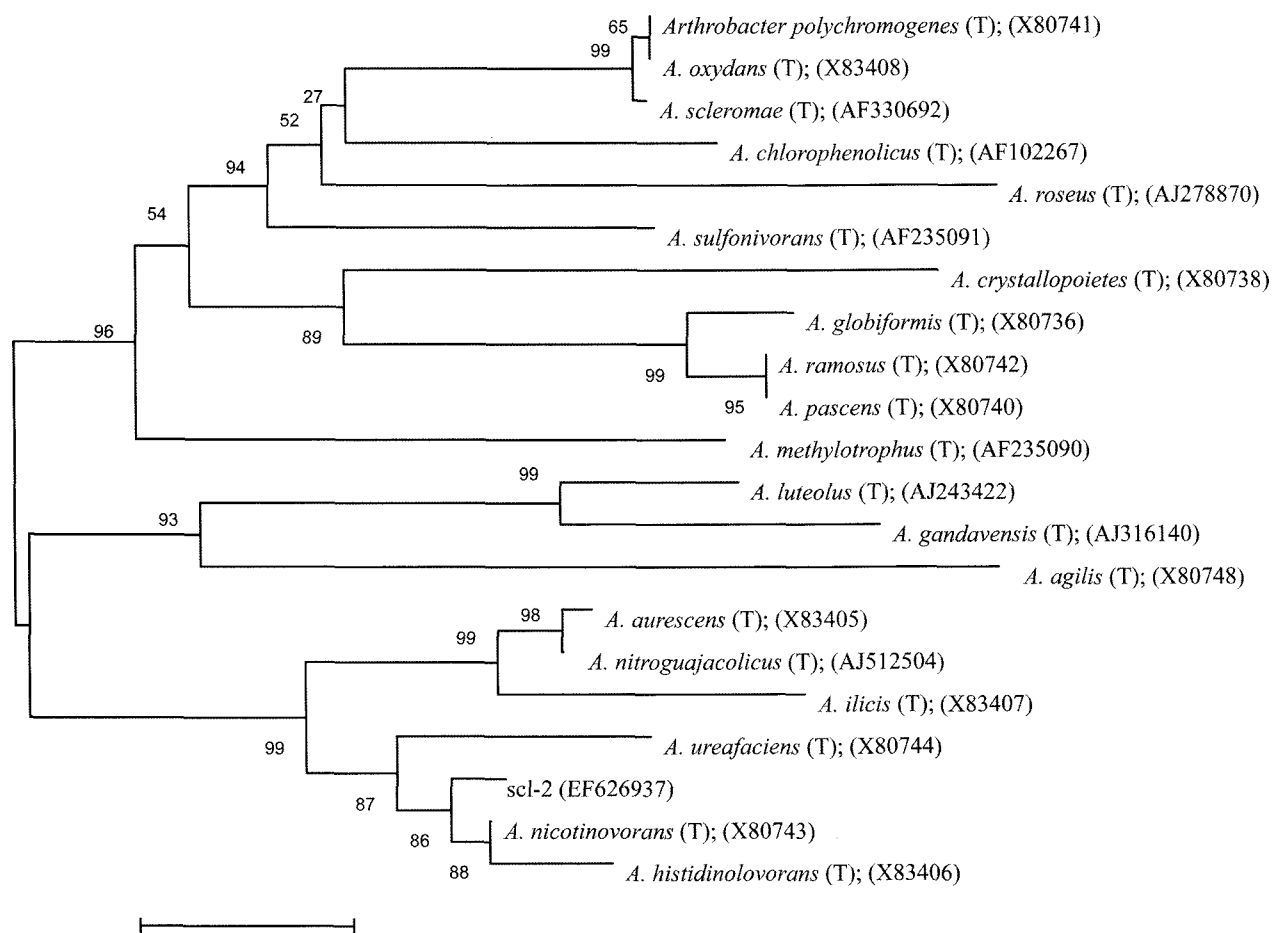 65
Arthrobacter polychromogenes (T); (X80741)
99
A. oxydans (T); (X83408)
27
A. scleromae (T); (AF330692)
52
A. chlorophenolicus (T); (AF102267)
94
A. roseus (T); (AJ278870)
54
A. sulfonivorans (T); (AF235091)
A. crystallopoietes (T); (X80738)
A. globiformis (T); (X80736)
96
89
A. ramosus (T); (X80742)
99
95
A. pascens (T); (X80740)
A. methylotrophus (T); (AF235090)
99
A. luteolus (T); (AJ243422)
93
A. gandavensis (T); (AJ316140)
A. agilis (T); (X80748)
98
A. aurescens (T); (X83405)
99
A. nitroguajacolicus (T); (AJ512504)
A. ilicis (T); (X83407)
99
A. ureafaciens (T); (X80744)
scl-2 (EF626937)
87
A. nicotinovorans (T); (X80743)
86
88
A. histidinolovorans (T); (X83406)